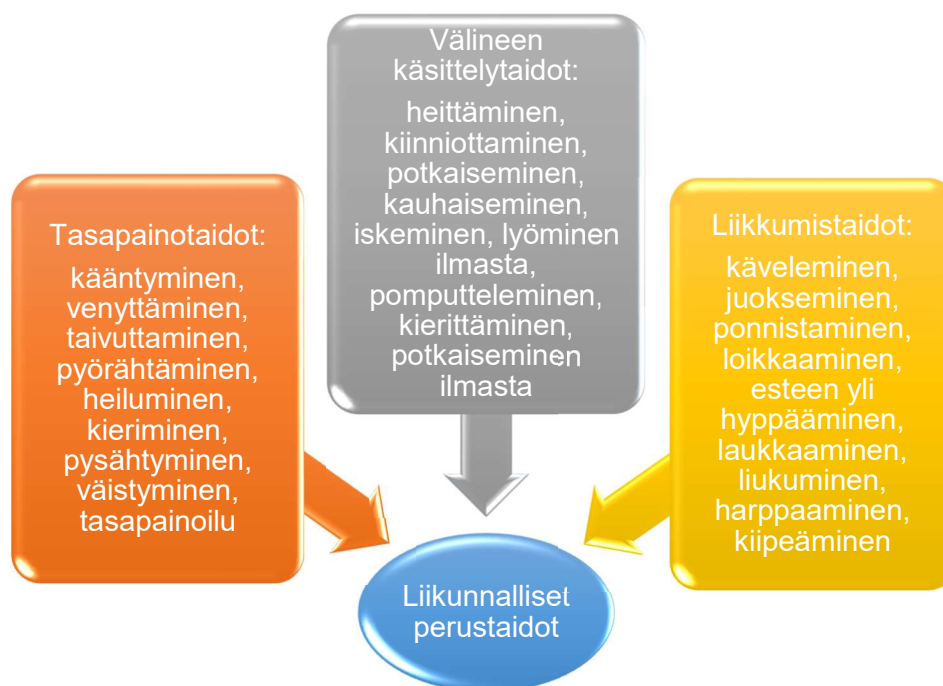 Välineen
käsittelytaidot:
heittäminen,
kiinniottaminen,
potkaiseminen,
kauhaiseminen,
iskeminen, lyöminen
ilmasta,
pomputteleminen,
kierittäminen,
potkaiseminen
ilmasta
Tasapainotaidot:
kääntyminen,
venyttäminen,
taivuttaminen,
pyörähtäminen,
heiluminen,
kieriminen,
pysähtyminen,
väistyminen,
tasapainoilu
Liikkumistaidot:
käveleminen,
juokseminen,
ponnistaminen,
loikkaaminen,
esteen yli
hyppääminen,
laukkaaminen,
liukuminen,
harppaaminen,
kiipeäminen
Liikunnalliset
perustaidot